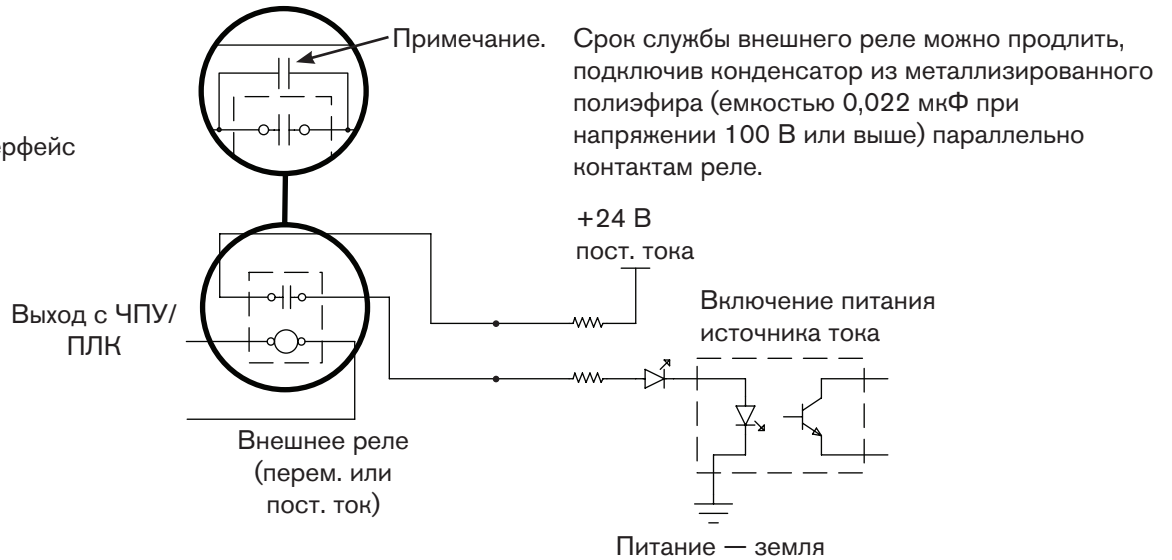 Примечание.
Срок службы внешнего реле можно продлить,
подключив конденсатор из металлизированного
полиэфира (емкостью 0,022 мкФ при
напряжении 100 В или выше) параллельно
контактам реле.
ерфейс
+24 В
пост. тока
Включение питания
источника тока
Выход с ЧПУ/
ПЛК
Внешнее реле
(перем. или
пост. ток)
Питание — земля